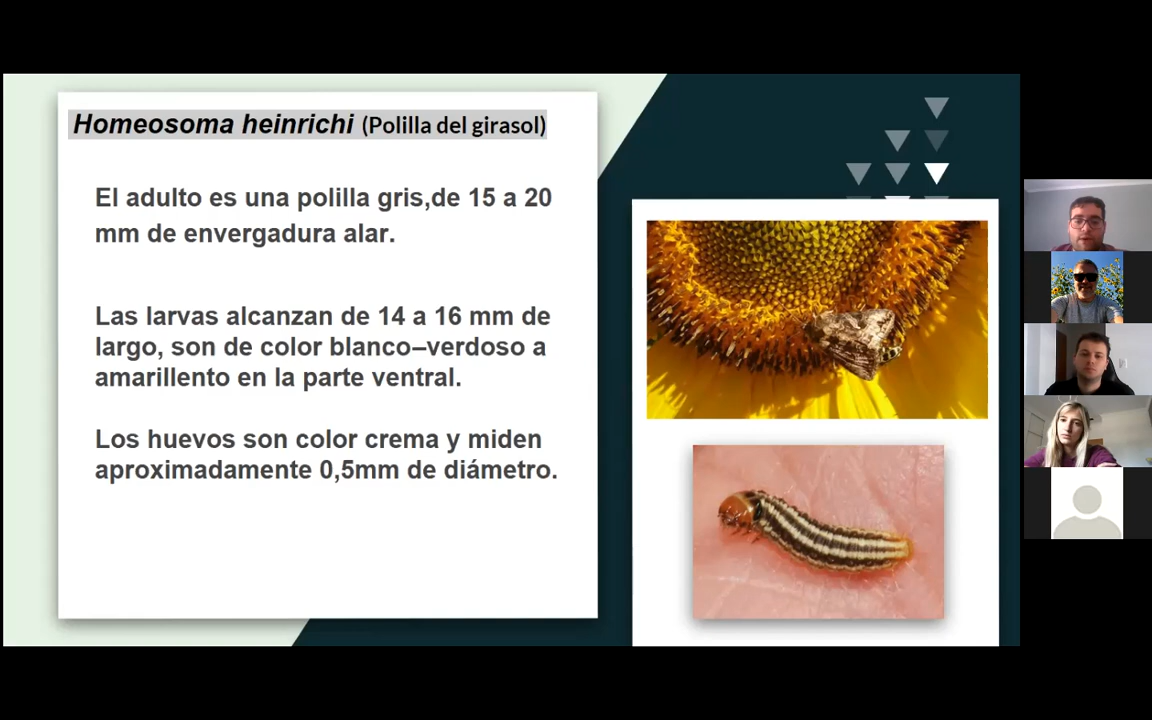 Homeosoma heinrichi (Polilla del girasol)
El adulto es una polilla gris,de 15 a 20
mm de envergadura alar.
Las larvas alcanzan de 14 a 16 mm de
largo, son de color blanco–verdoso a
amarillento en la parte ventral.
Los huevos son color crema y miden
aproximadamente 0,5mm de diámetro.